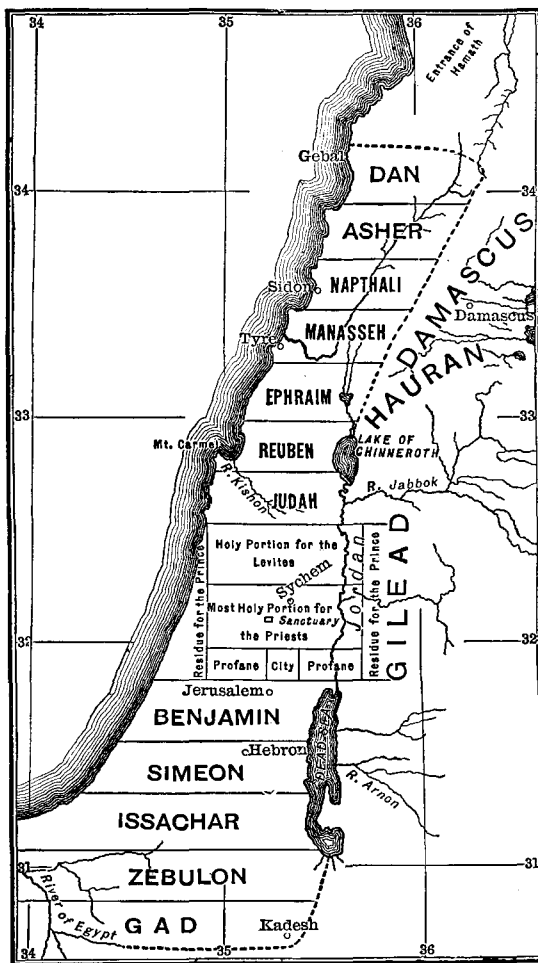 34
35
36
Entrance of
Hamath
Gebal
DAN
34
34
ASHER
DAMASCUS
Sidon
NAPTHALI
Damascus
Tyre
MANASSEH
HAURAN
EPHRAIM
33
33
Mt. Carmel
REUBEN
LAKE OF
CHINNEROTH
R. Kishon
JUDAH
R. Jabbok
Residue for the Prince
Holy Portion for the
Levites
Sychem
Jordan
Residue for the Prince
GILEAD
Most Holy Portion for
Sanctuary
the Priests
32
32
Profane
City
Profane
Jerusalem
BENJAMIN
Hebron
DEAD SEA
SIMEON
R. Arnon
ISSACHAR
31
31
ZEBULON
River of Egypt
GAD
Kadesh
34
35
36